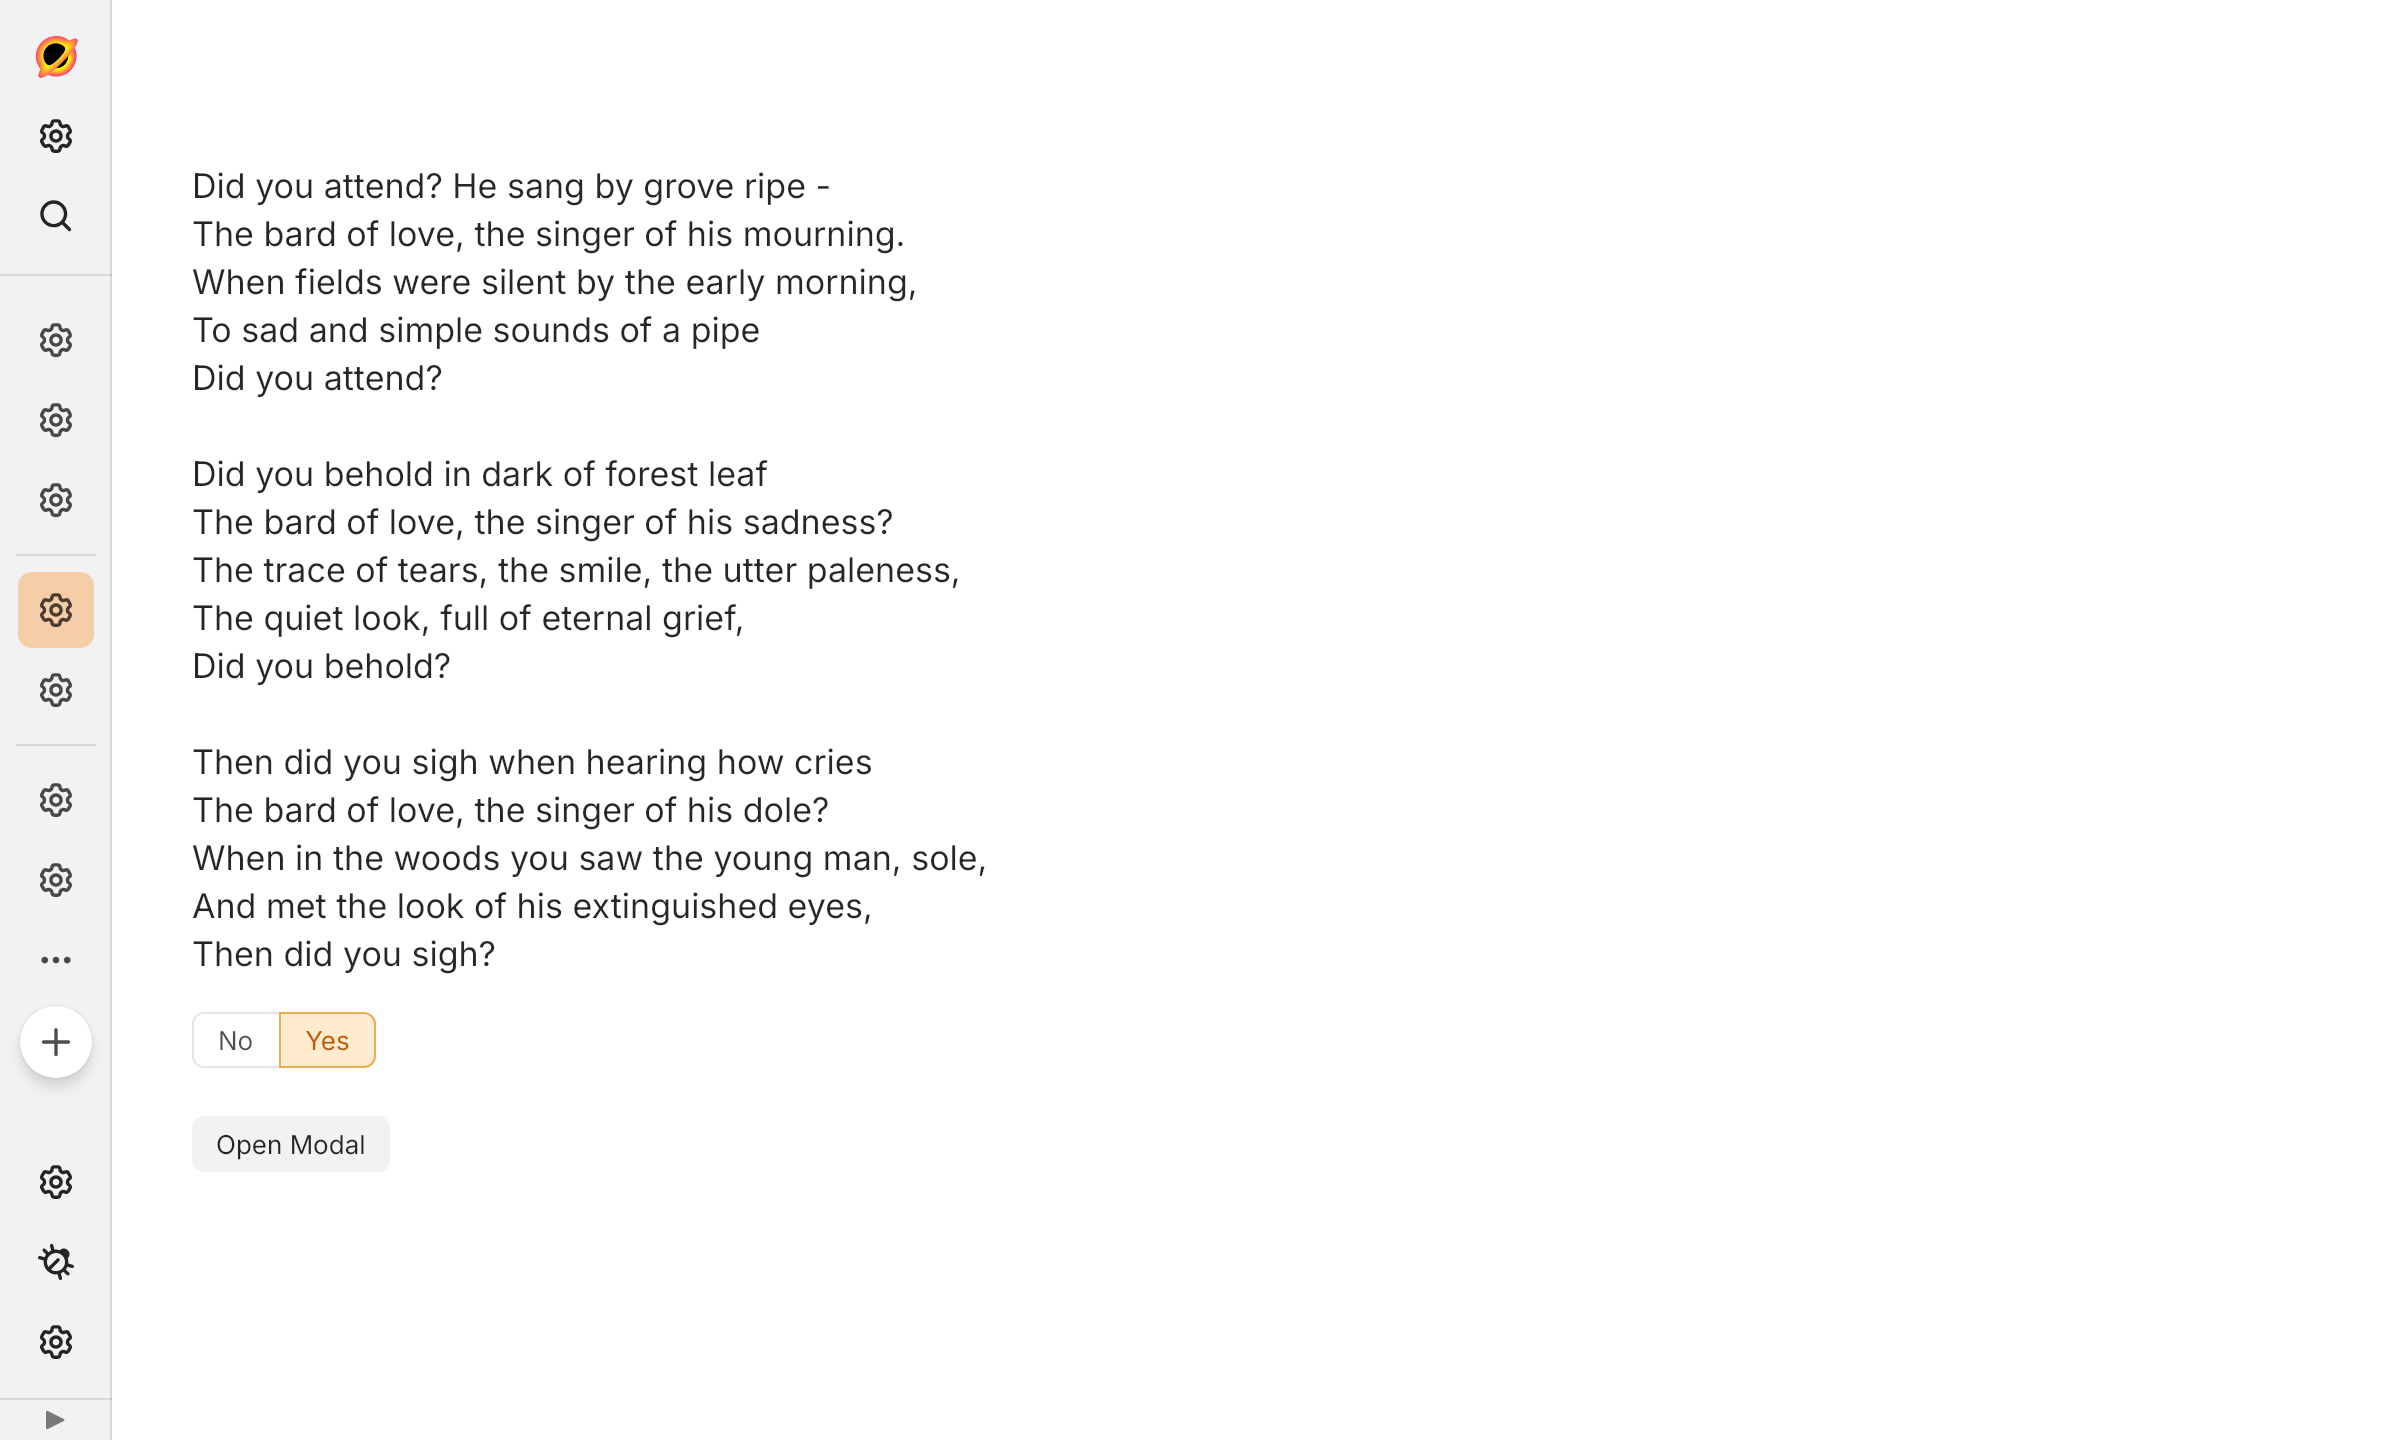 Did you attend? He sang by grove ripe -
The bard of love, the singer of his mourning.
When fields were silent by the early morning,
To sad and simple sounds of a pipe
Did you attend?
Did you behold in dark of forest leaf
The bard of love, the singer of his sadness?
The trace of tears, the smile, the utter paleness,
The quiet look, full of eternal grief,
Did you behold?
Then did you sigh when hearing how cries
The bard of love, the singer of his dole?
When in the woods you saw the young man, sole,
And met the look of his extinguished eyes,
Then did you sigh?
No Yes
Open Modal